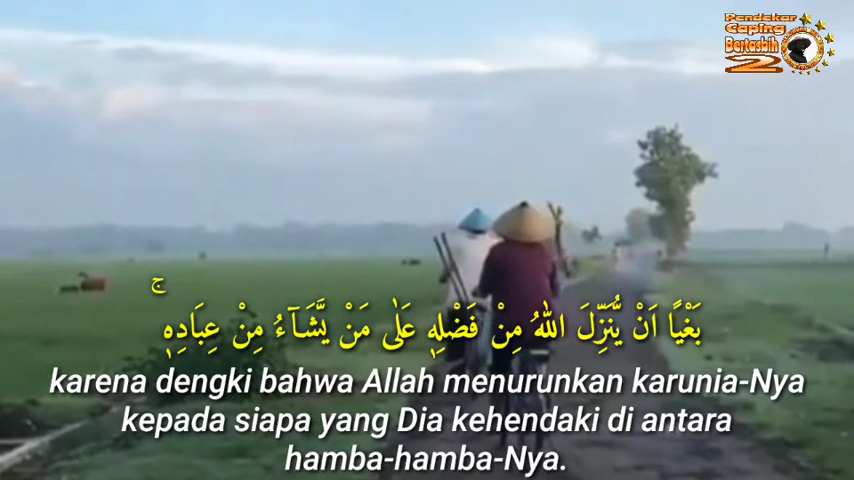 Pendekar
Caping
Bertasbih
2
بَغْيًا اَنْ يُّنَزِّلَ اللّٰهُ مِنْ فَضْلِهٖ عَلٰى مَنْ يَّشَاۤءُ مِنْ عِبَادِهٖ ۚ
karena dengki bahwa Allah menurunkan karunia-Nya
kepada siapa yang Dia kehendaki di antara
hamba-hamba-Nya.